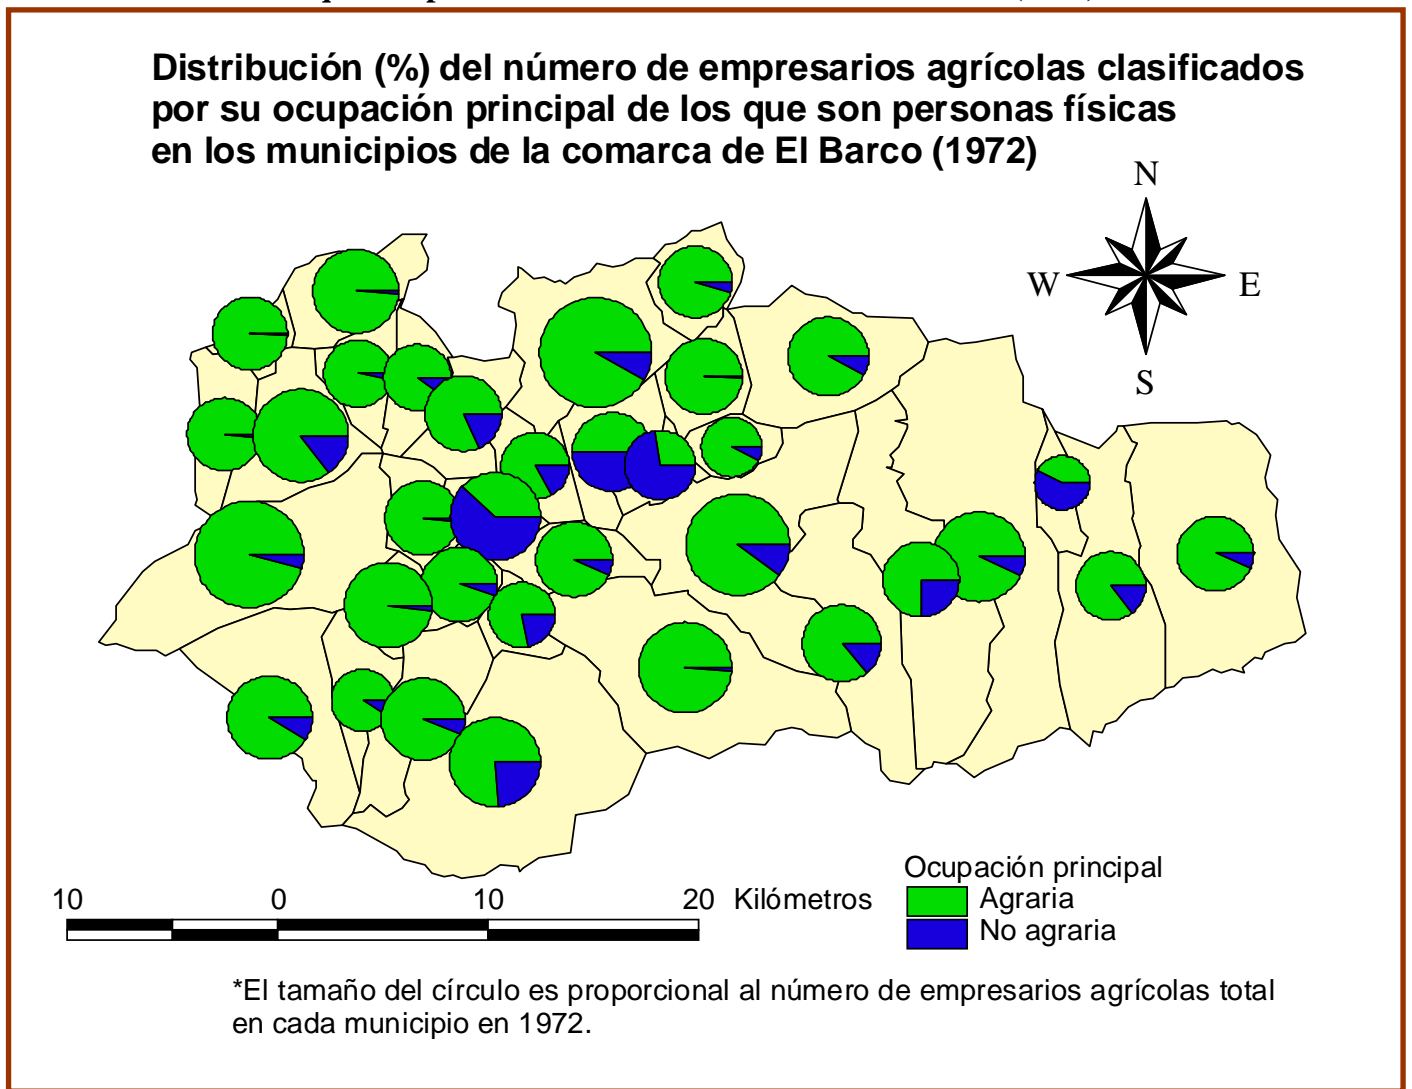 Distribución (%) del número de empresarios agrícolas clasificados
por su ocupación principal de los que son personas físicas
en los municipios de la comarca de El Barco (1972)
N
W
E
S
Ocupación principal
Agraria
No agraria
10 0 10 20 Kilómetros
*El tamaño del círculo es proporcional al número de empresarios agrícolas total
en cada municipio en 1972.